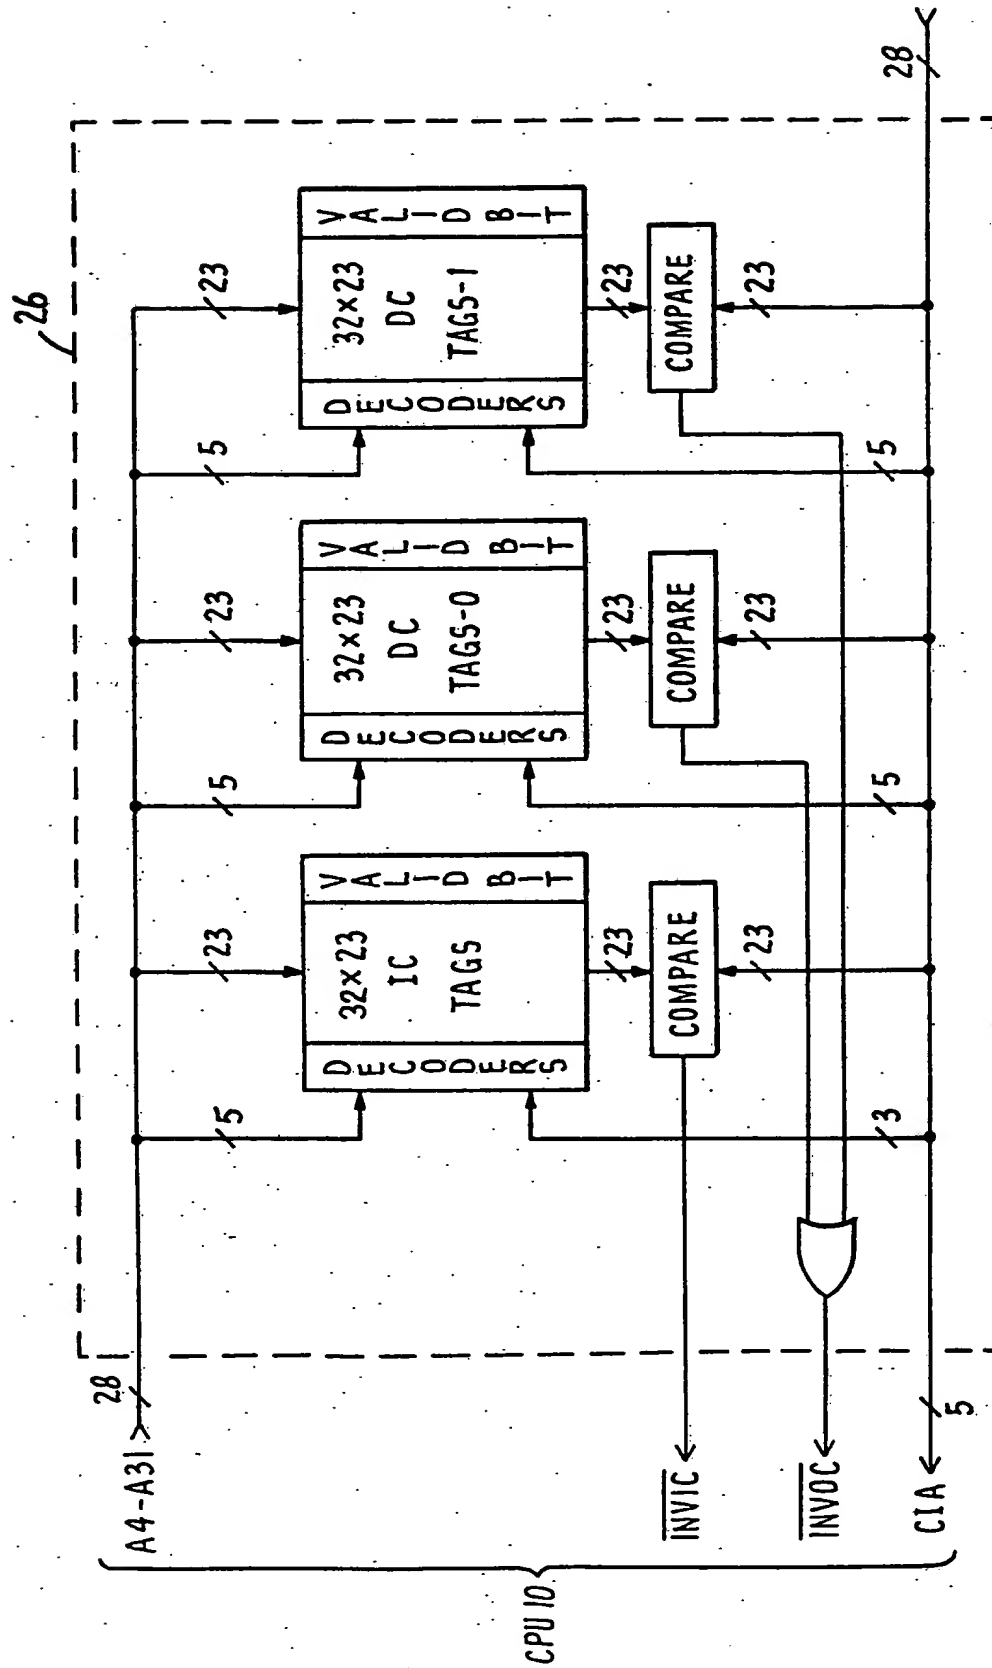 26
A4-A31
28
5
23
5
23
5
23
DECODERS
32×23
IC
TAGS
VALID BIT
DECODERS
32×23
DC
TAGS-0
VALID BIT
DECODERS
32×23
DC
TAGS-1
VALID BIT
23
23
23
CPU 10
COMPARE
COMPARE
COMPARE
INVIC
23
23
23
INVDC
3
5
5
CIA
5
28